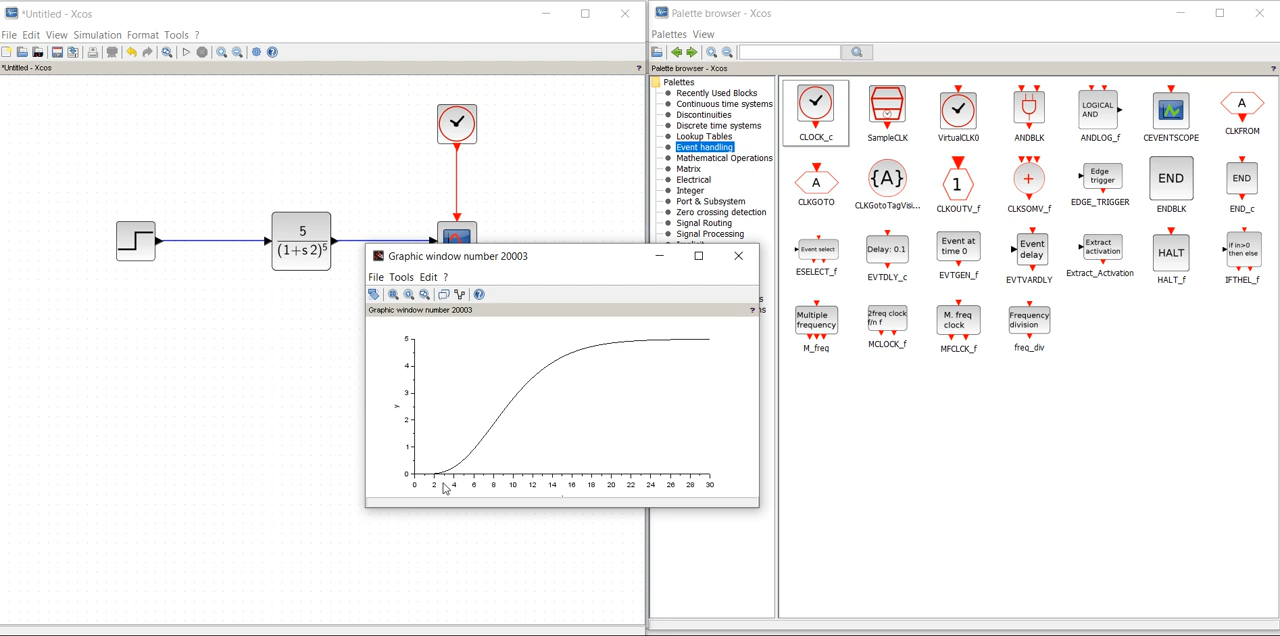 *Untitled - Xcos
File Edit View Simulation Format Tools ?
*Untitled - Xcos ?
5
(1+s 2)^5
Graphic window number 20003
File Tools Edit ?
Graphic window number 20003 ?
y
5
4
3
2
1
0
0 2 4 6 8 10 12 14 16 18 20 22 24 26 28 30
Palette browser - Xcos
Palettes View
Palette browser - Xcos ?
Palettes
Recently Used Blocks
Continuous time systems
Discontinuities
Discrete time systems
Lookup Tables
Event handling
Mathematical Operations
Matrix
Electrical
Integer
Port & Subsystem
Zero crossing detection
Signal Routing
Signal Processing
CLOCK_c
SampleCLK
VirtualCLK0
ANDBLK
LOGICAL
AND
ANDLOG_f
CEVENTSCOPE
A
CLKFROM
A
CLKGOTO
{A}
CLKGotoTagVisi...
1
CLKOUTV_f
+
CLKSOMV_f
Edge
trigger
EDGE_TRIGGER
END
ENDBLK
END
END_c
Event select
ESELECT_f
Delay: 0.1
EVTDLY_c
Event at
time 0
EVTGEN_f
Event
delay
EVTVARDLY
Extract
activation
Extract_Activation
HALT
HALT_f
if in>0
then else
IFTHEL_f
Multiple
frequency
M_freq
2freq clock
f/n f
MCLOCK_f
M. freq
clock
MFCLCK_f
Frequency
division
freq_div